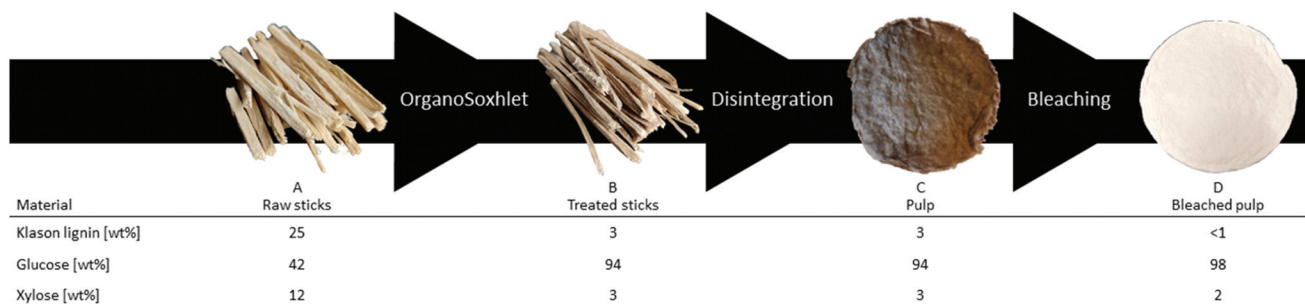 OrganoSoxhlet Disintegration Bleaching
A B C D
Material Raw sticks Treated sticks Pulp Bleached pulp
Klason lignin [wt%] 25 3 3 <1
Glucose [wt%] 42 94 94 98
Xylose [wt%] 12 3 3 2